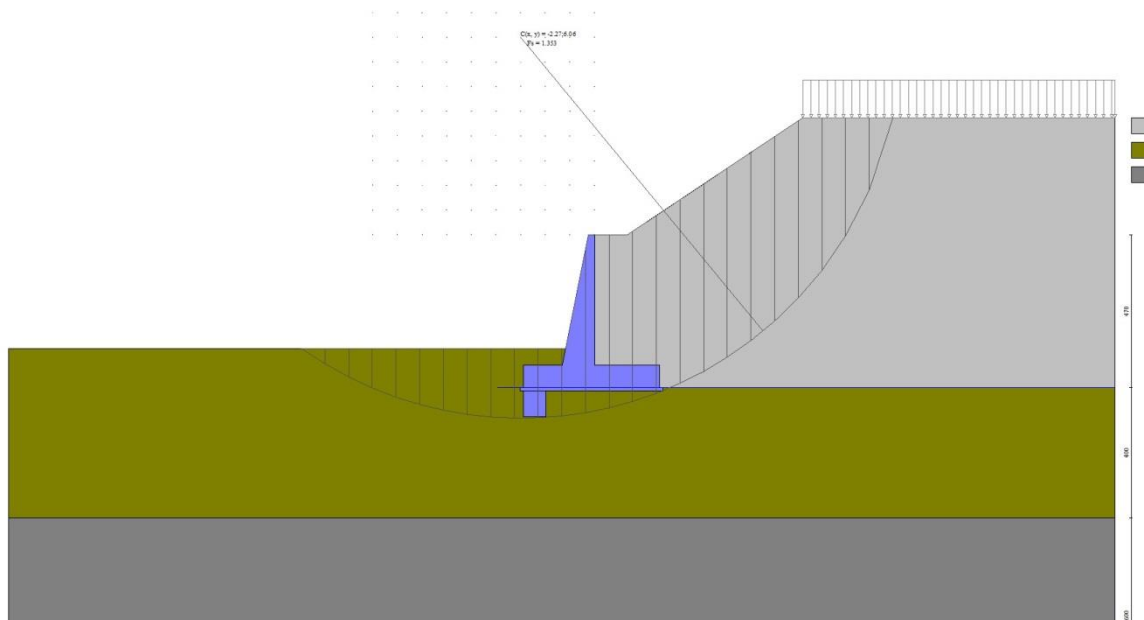 C(x, y) = -2.27;6.06
Fs = 1.353
470
400